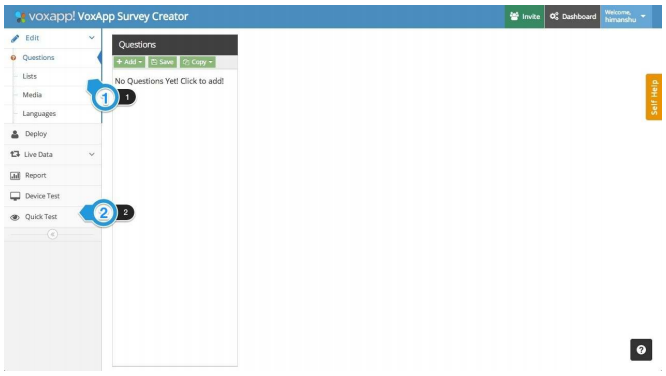 voxapp! VoxApp Survey Creator
Invite
Dashboard
Welcome,
himanshu
Edit
Questions
Lists
Media
Languages
Deploy
Live Data
Report
Device Test
Quick Test
Questions
+ Add
Save
Copy
No Questions Yet! Click to add!
1
1
2
2
Self Help
?